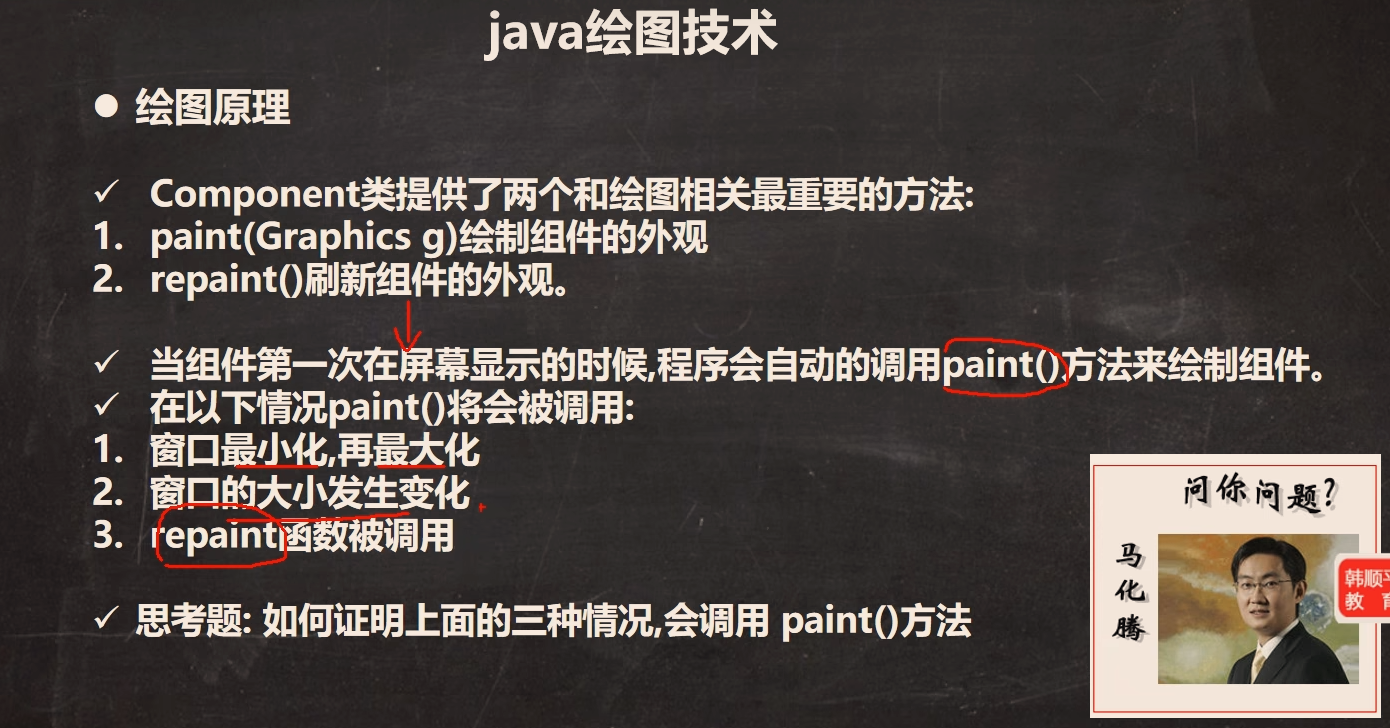 java绘图技术
● 绘图原理
✓ Component类提供了两个和绘图相关最重要的方法:
1. paint(Graphics g)绘制组件的外观
2. repaint()刷新组件的外观。
✓ 当组件第一次在屏幕显示的时候,程序会自动的调用paint()方法来绘制组件。
✓ 在以下情况paint()将会被调用:
1. 窗口最小化,再最大化
2. 窗口的大小发生变化
3. repaint函数被调用
✓ 思考题: 如何证明上面的三种情况,会调用 paint()方法
问你问题?
马化腾
韩顺平
教 育